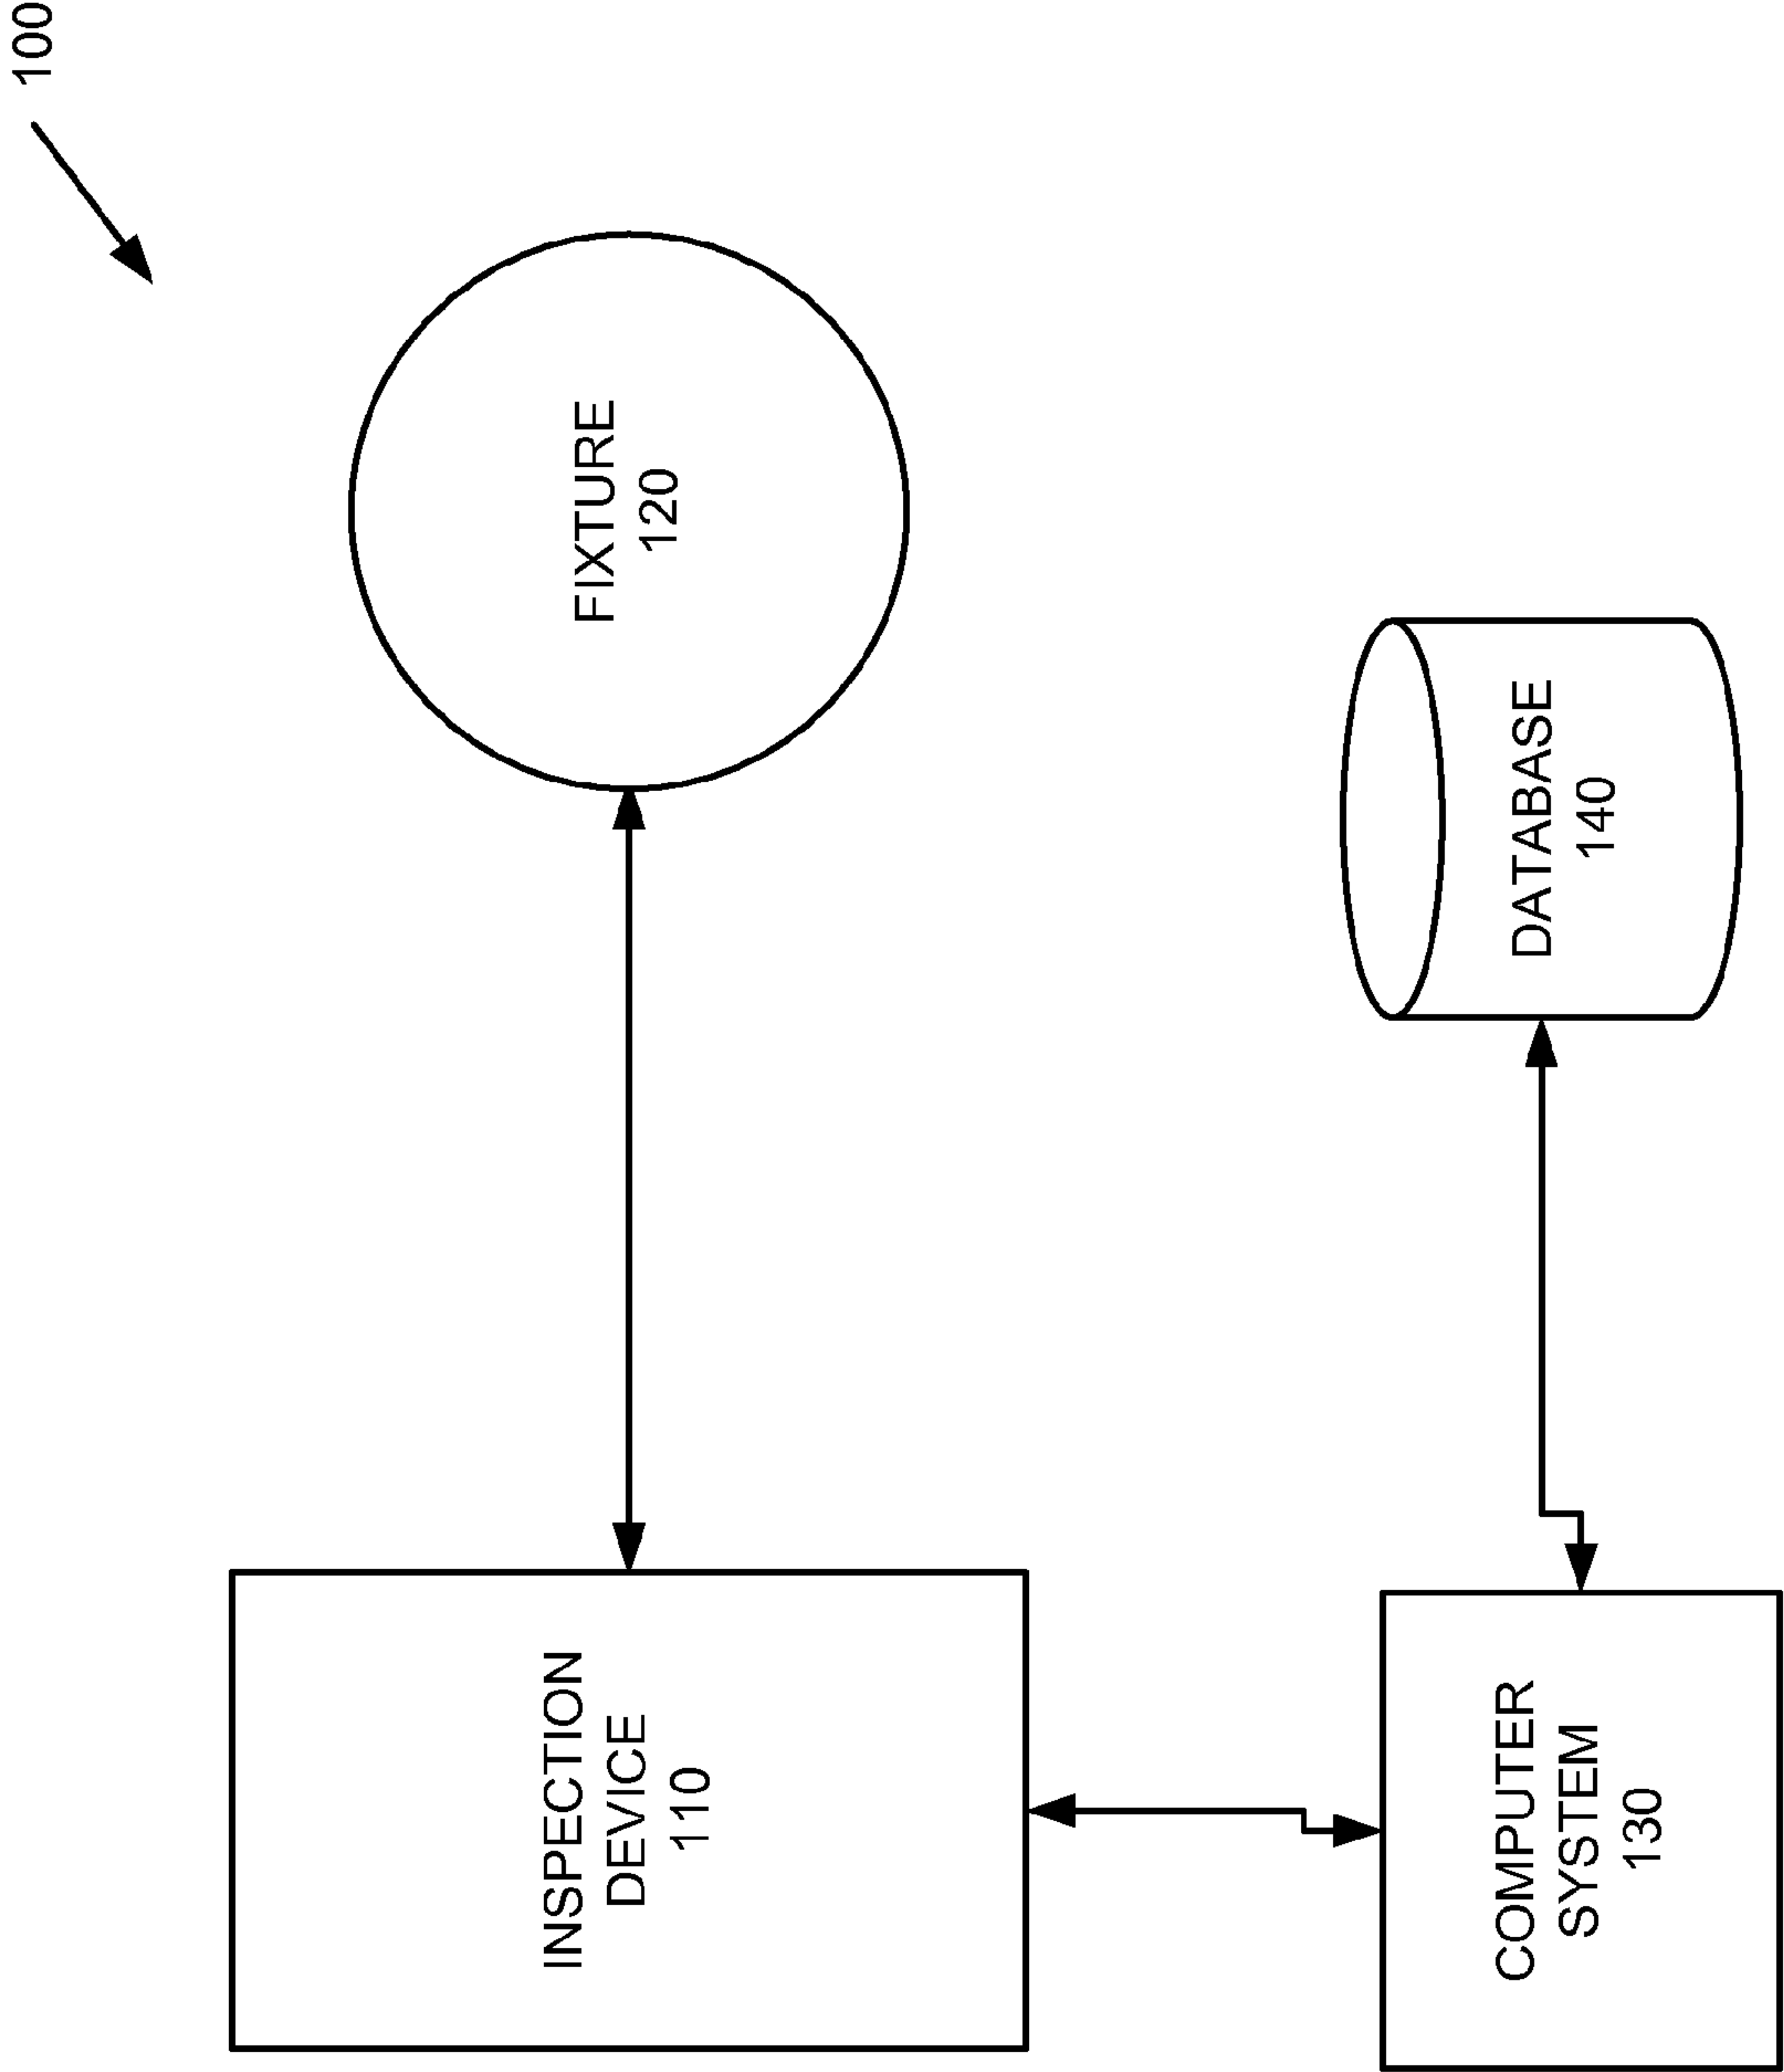 100
INSPECTION
DEVICE
110
FIXTURE
120
COMPUTER
SYSTEM
130
DATABASE
140